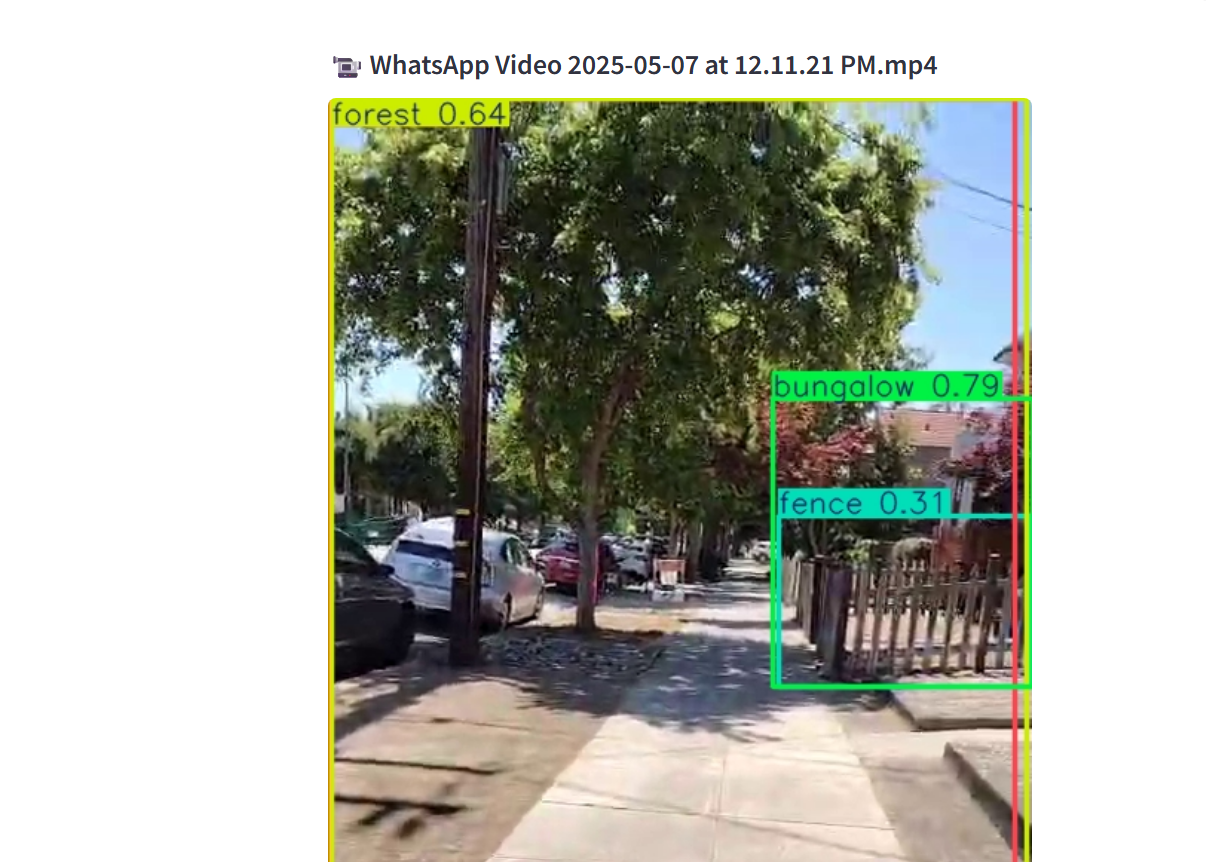 WhatsApp Video 2025-05-07 at 12.11.21 PM.mp4
forest 0.64
bungalow 0.79
fence 0.31